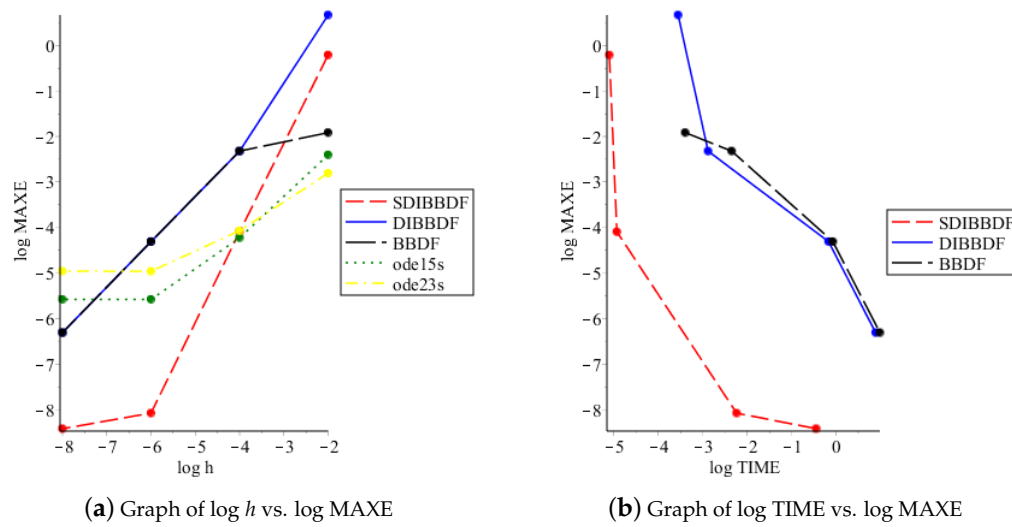 0
−1
−2
−3
−4
−5
−6
−7
−8
log MAXE
−8 −7 −6 −5 −4 −3 −2
log h
SDIBBDF
DIBBDF
BBDF
ode15s
ode23s
(a) Graph of log h vs. log MAXE
0
−1
−2
−3
−4
−5
−6
−7
−8
log MAXE
−5 −4 −3 −2 −1 0
log TIME
SDIBBDF
DIBBDF
BBDF
(b) Graph of log TIME vs. log MAXE